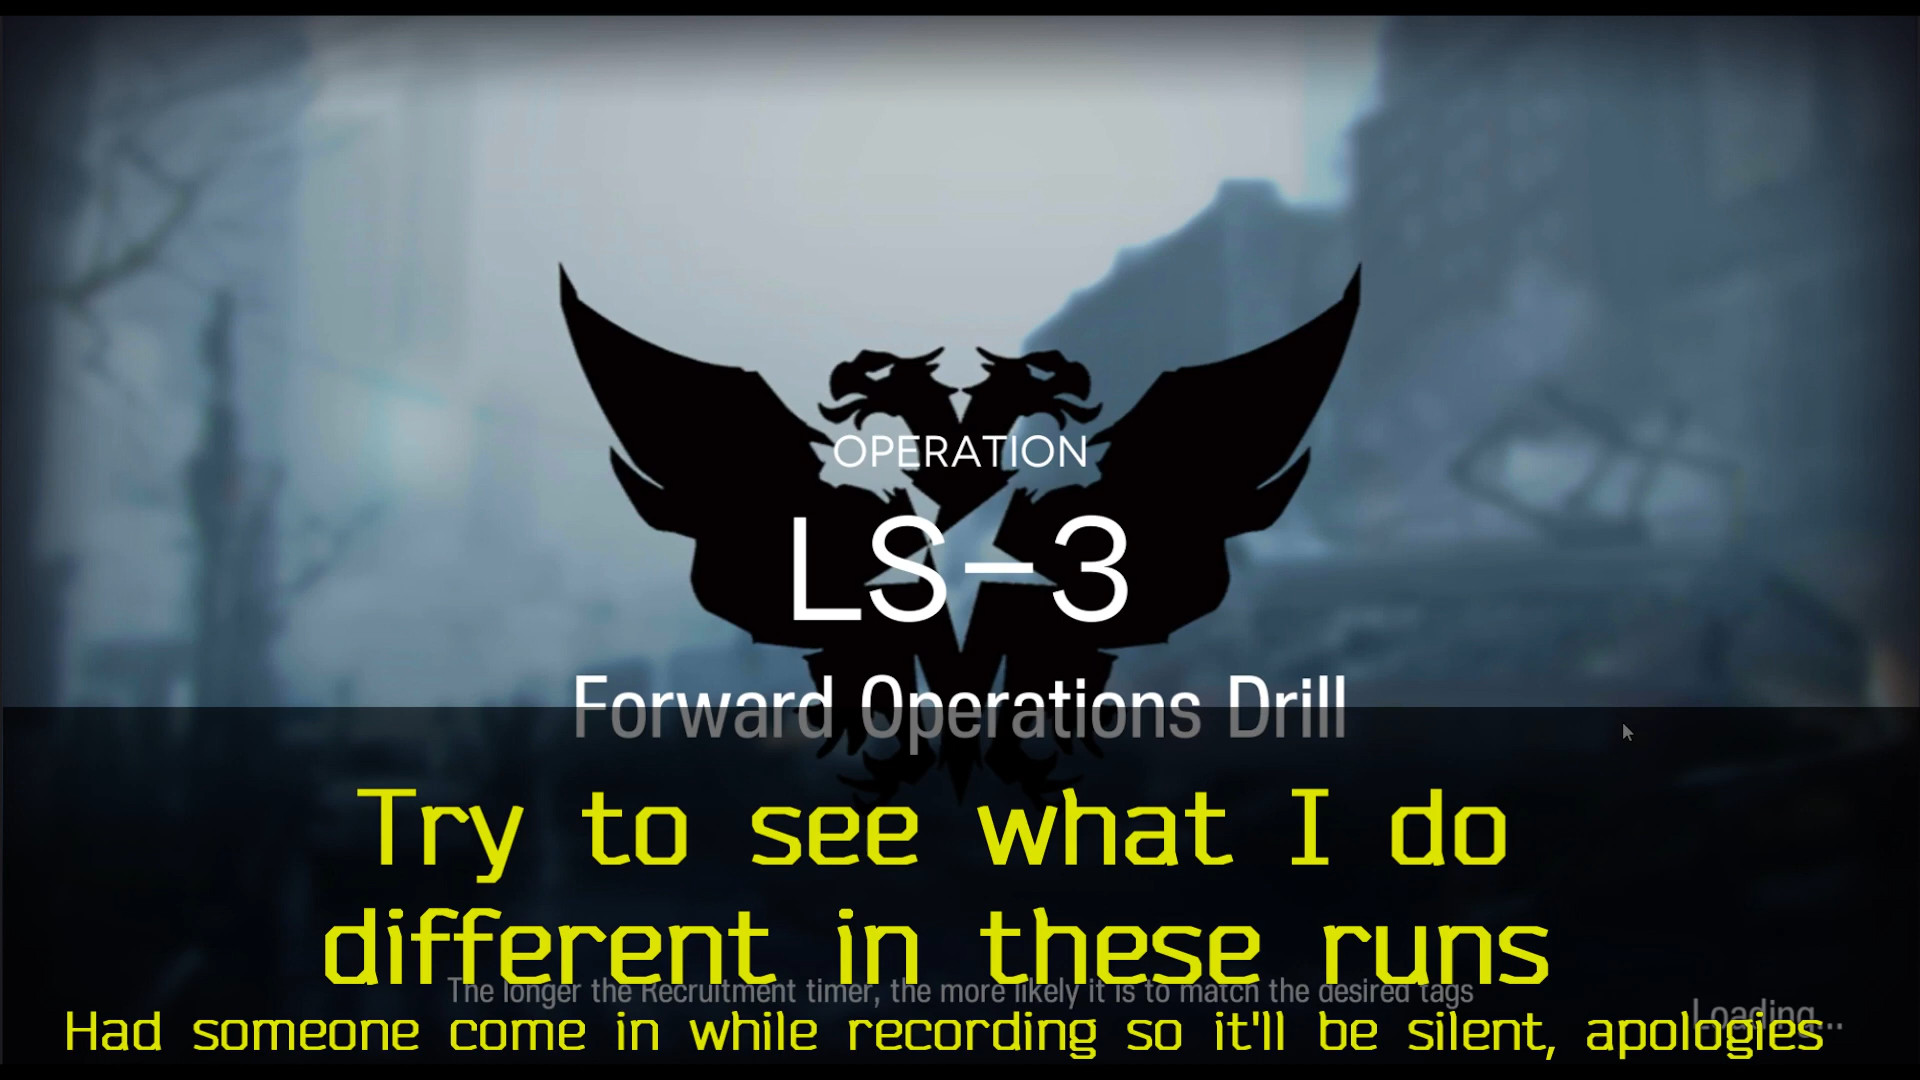 OPERATION
LS-3
Forward Operations Drill
Try to see what I do
different in these runs
The longer the Recruitment timer, the more likely it is to match the desired tags
Loading...
Had someone come in while recording so it'll be silent, apologies